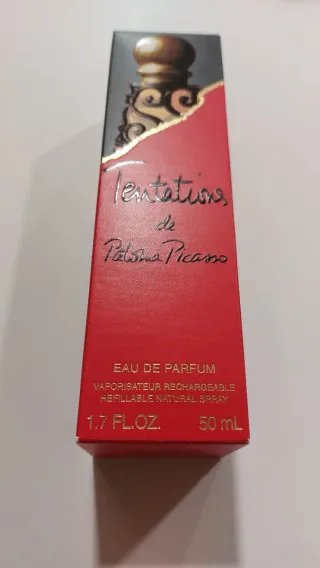 Tentations
de
Paloma Picasso
EAU DE PARFUM
VAPORISATEUR RECHARGEABLE
REFILLABLE NATURAL SPRAY
1.7 FL.OZ. 50 mL